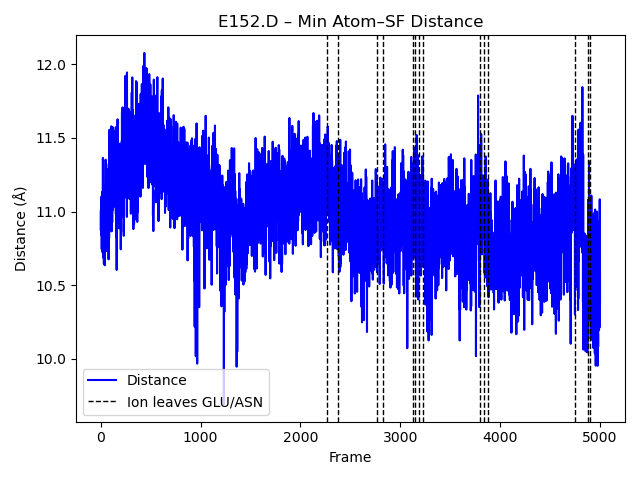 E152.D – Min Atom–SF Distance
12.0
11.5
11.0
10.5
10.0
Distance (Å)
Distance
Ion leaves GLU/ASN
0 1000 2000 3000 4000 5000
Frame